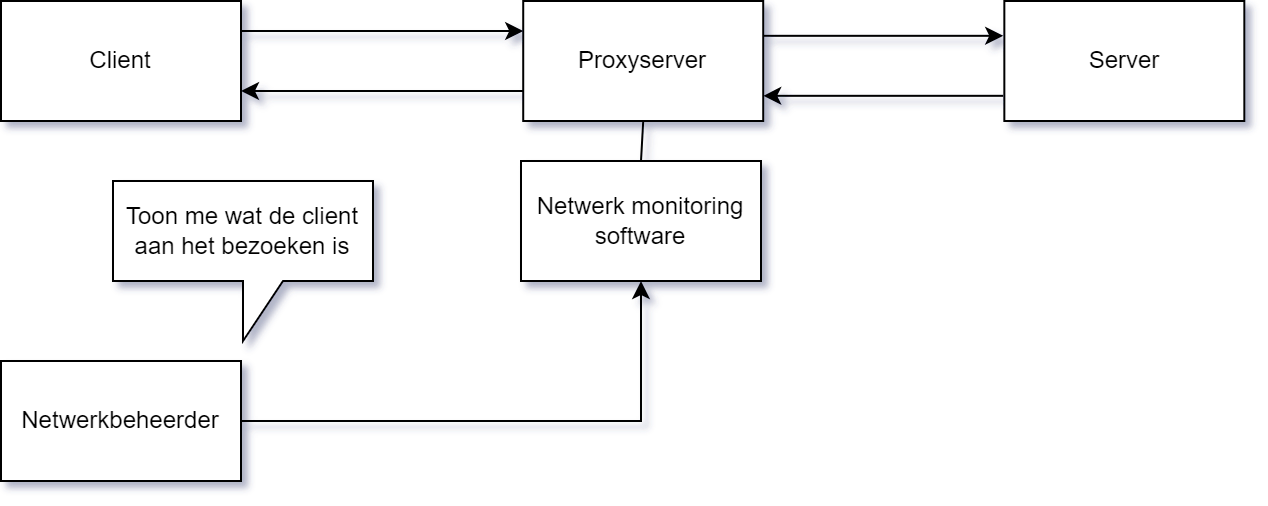 Client
Proxyserver
Server
Netwerk monitoring
software
Toon me wat de client
aan het bezoeken is
Netwerkbeheerder